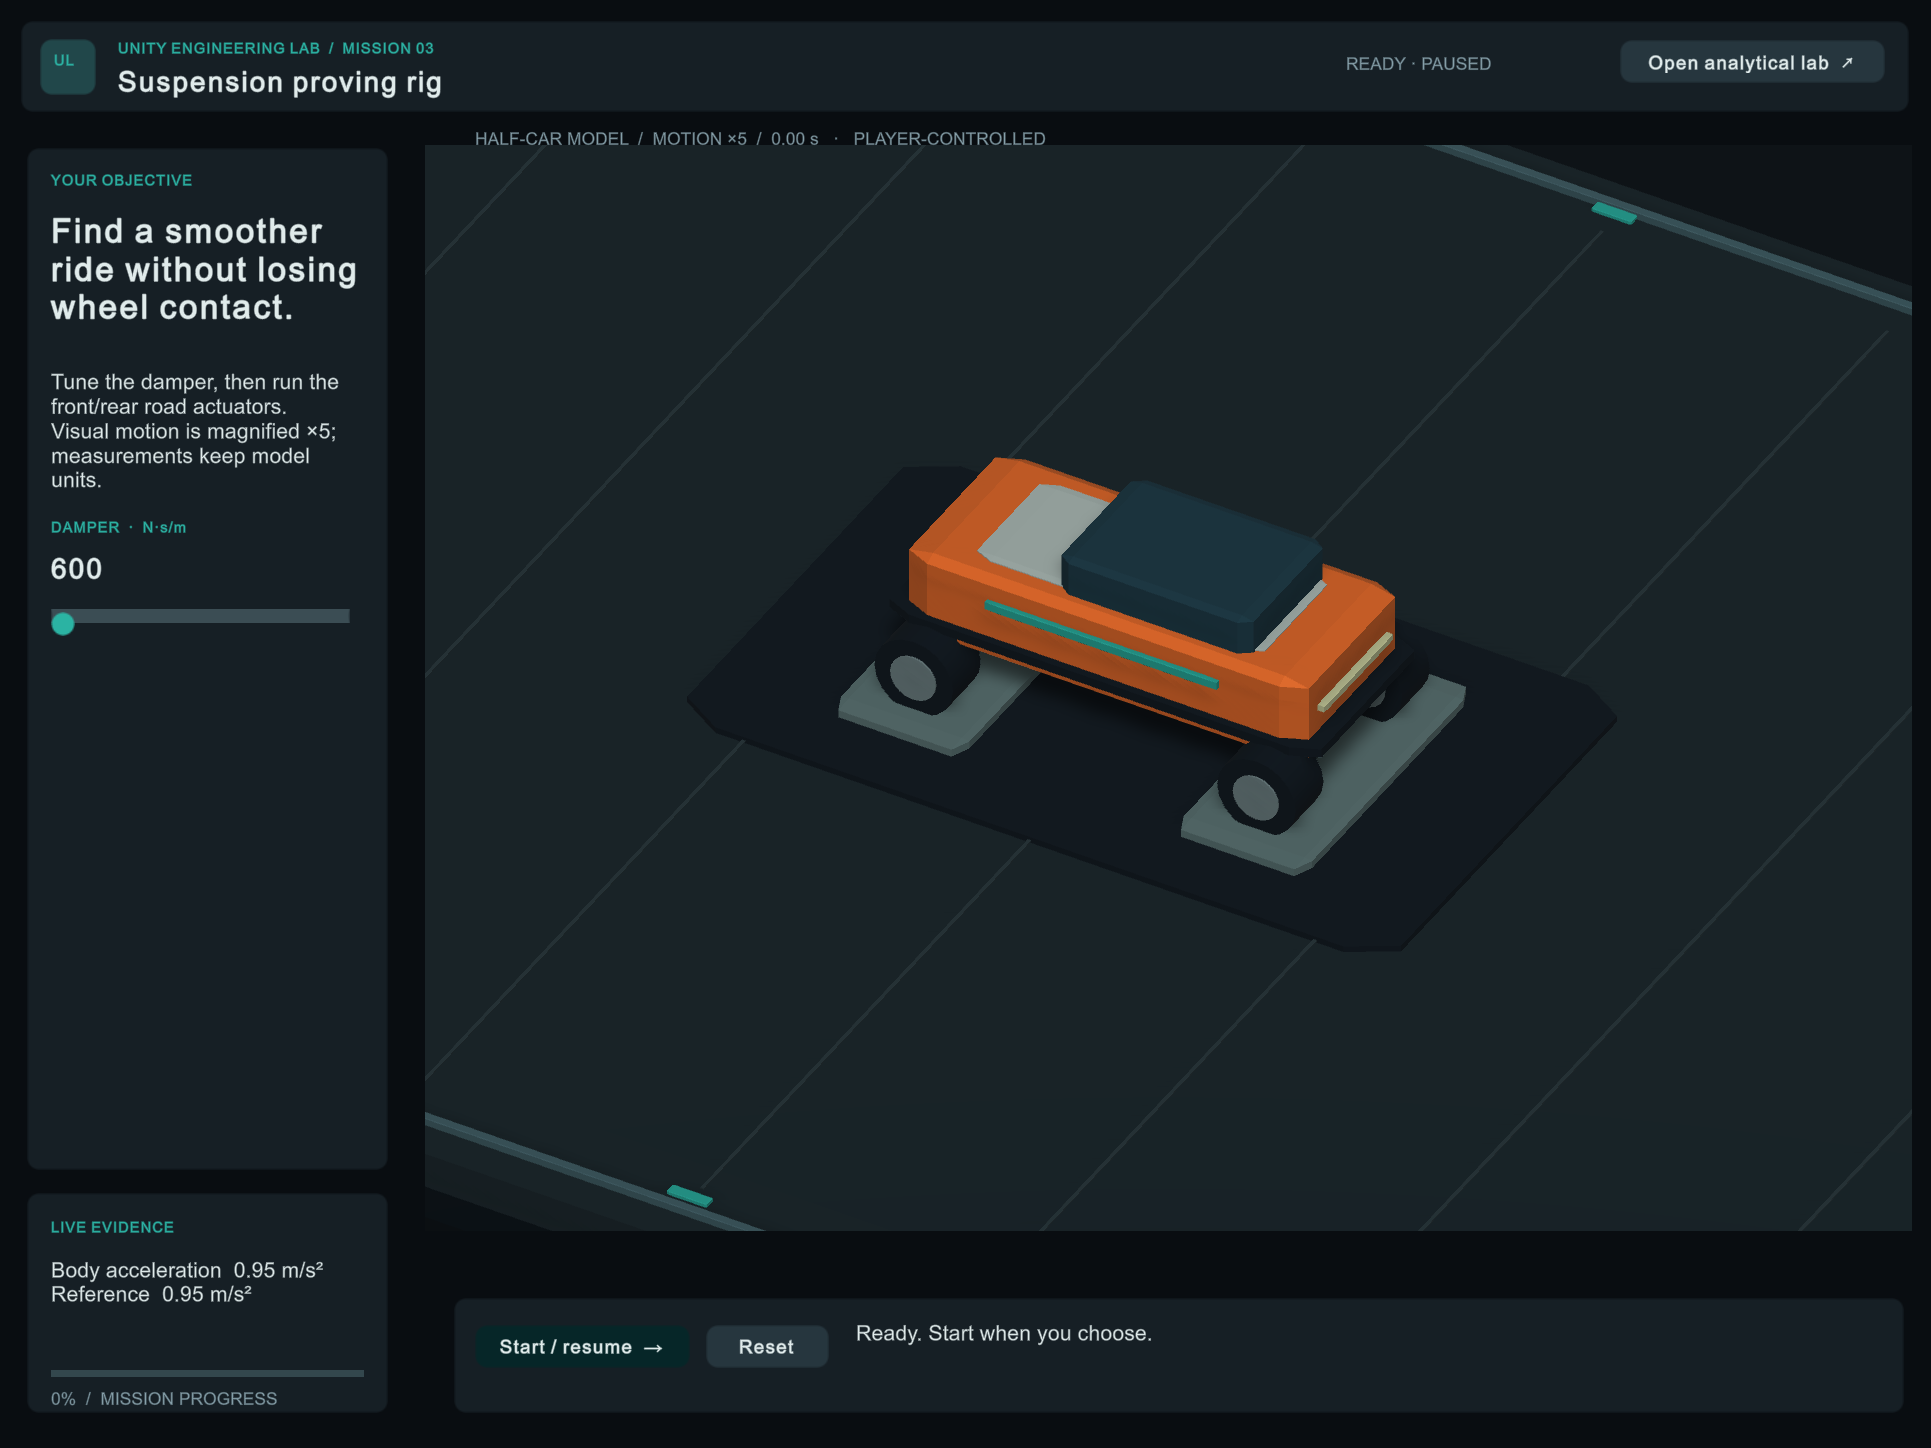 UL
UNITY ENGINEERING LAB / MISSION 03
Suspension proving rig
READY · PAUSED
Open analytical lab ↗
HALF-CAR MODEL / MOTION ×5 / 0.00 s · PLAYER-CONTROLLED
YOUR OBJECTIVE
Find a smoother
ride without losing
wheel contact.
Tune the damper, then run the
front/rear road actuators.
Visual motion is magnified ×5;
measurements keep model
units.
DAMPER · N·s/m
600
LIVE EVIDENCE
Body acceleration 0.95 m/s²
Reference 0.95 m/s²
0% / MISSION PROGRESS
Start / resume →
Reset
Ready. Start when you choose.